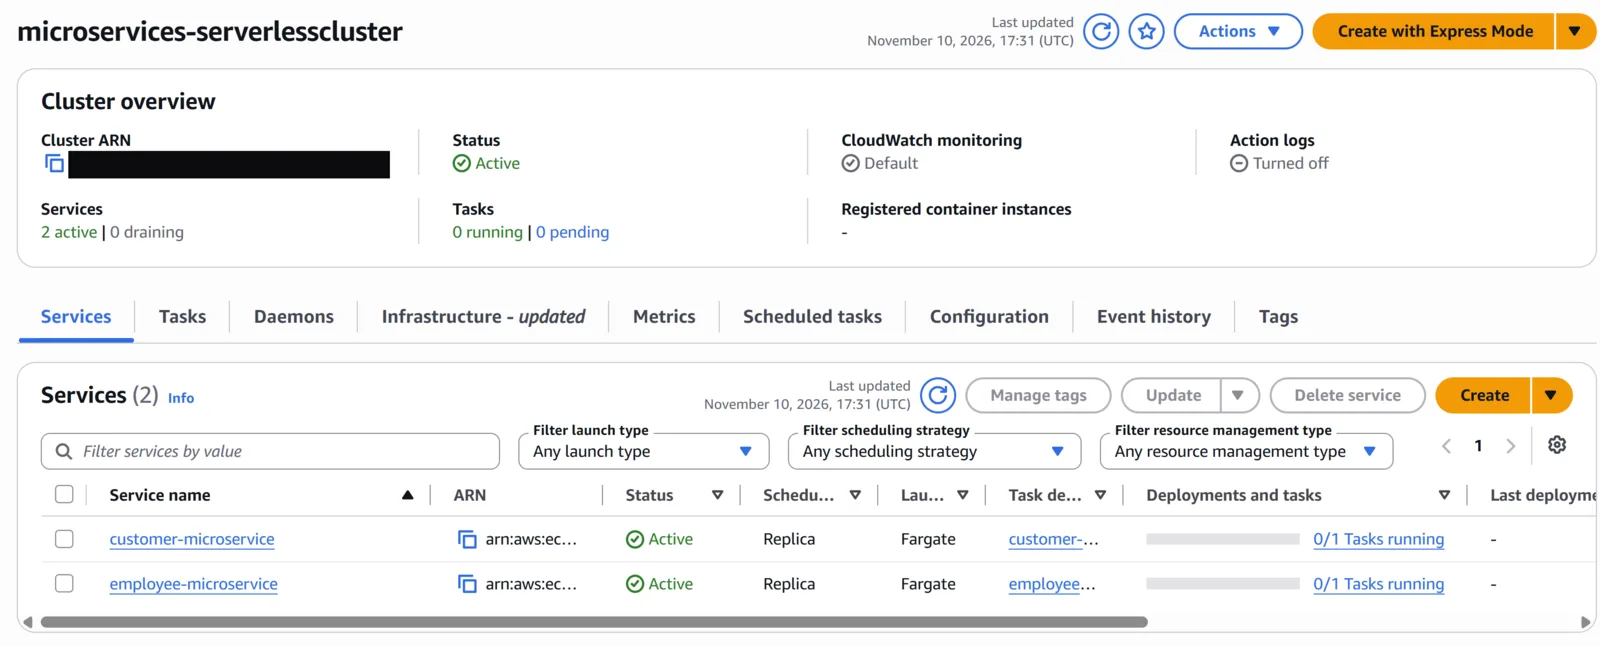 microservices-serverlesscluster
Last updated
November 10, 2026, 17:31 (UTC)
Actions
Create with Express Mode
Cluster overview
Cluster ARN
Status
Active
CloudWatch monitoring
Default
Action logs
Turned off
Services
2 active | 0 draining
Tasks
0 running | 0 pending
Registered container instances
-
Services Tasks Daemons Infrastructure - updated Metrics Scheduled tasks Configuration Event history Tags
Services (2) Info
Last updated
November 10, 2026, 17:31 (UTC)
Manage tags
Update
Delete service
Create
Filter services by value
Filter launch type
Any launch type
Filter scheduling strategy
Any scheduling strategy
Filter resource management type
Any resource management type
1
Service name ARN Status Schedu... Lau... Task de... Deployments and tasks Last deployme
customer-microservice arn:aws:ec... Active Replica Fargate customer-... 0/1 Tasks running -
employee-microservice arn:aws:ec... Active Replica Fargate employee... 0/1 Tasks running -